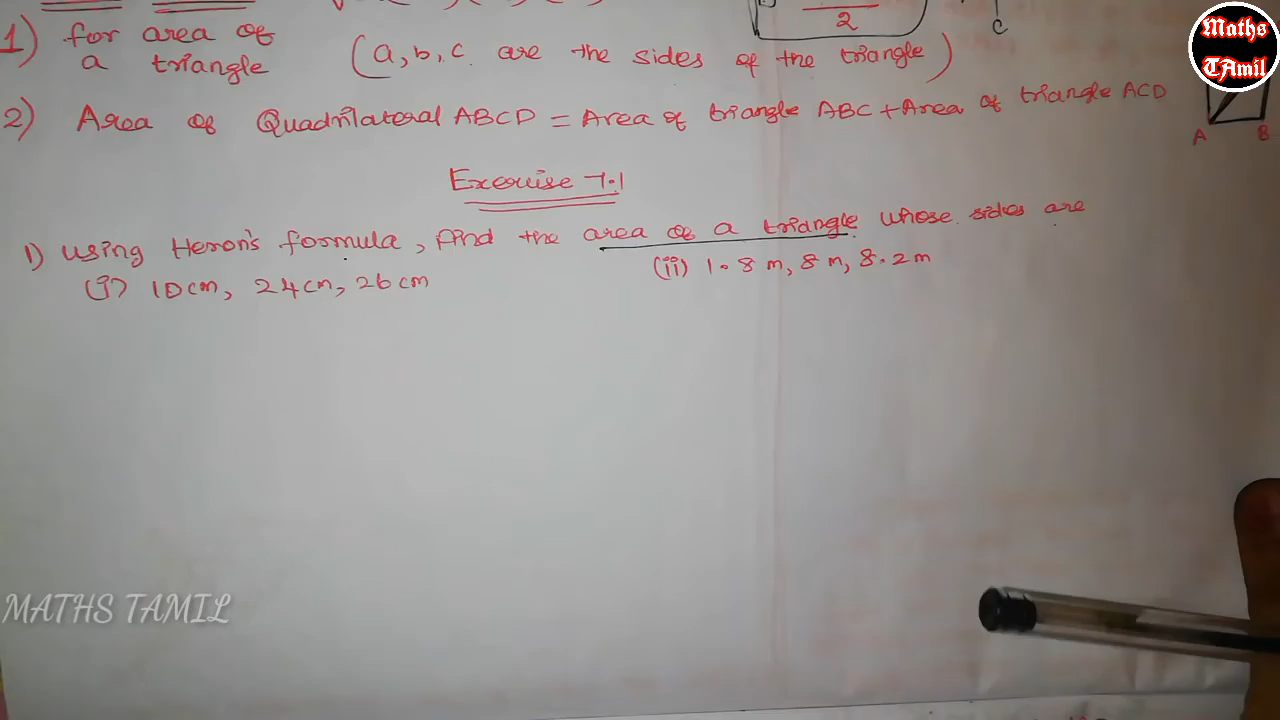 2
c
Maths
TAmil
1) for area of
a triangle (a, b, c are the sides of the triangle)
2) Area of Quadrilateral ABCD = Area of triangle ABC + Area of triangle ACD
A B
Exercise 7.1
1) Using Heron's formula, find the area of a triangle whose sides are
(i) 10cm, 24cm, 26cm (ii) 1.8 m, 8m, 8.2m
MATHS TAMIL